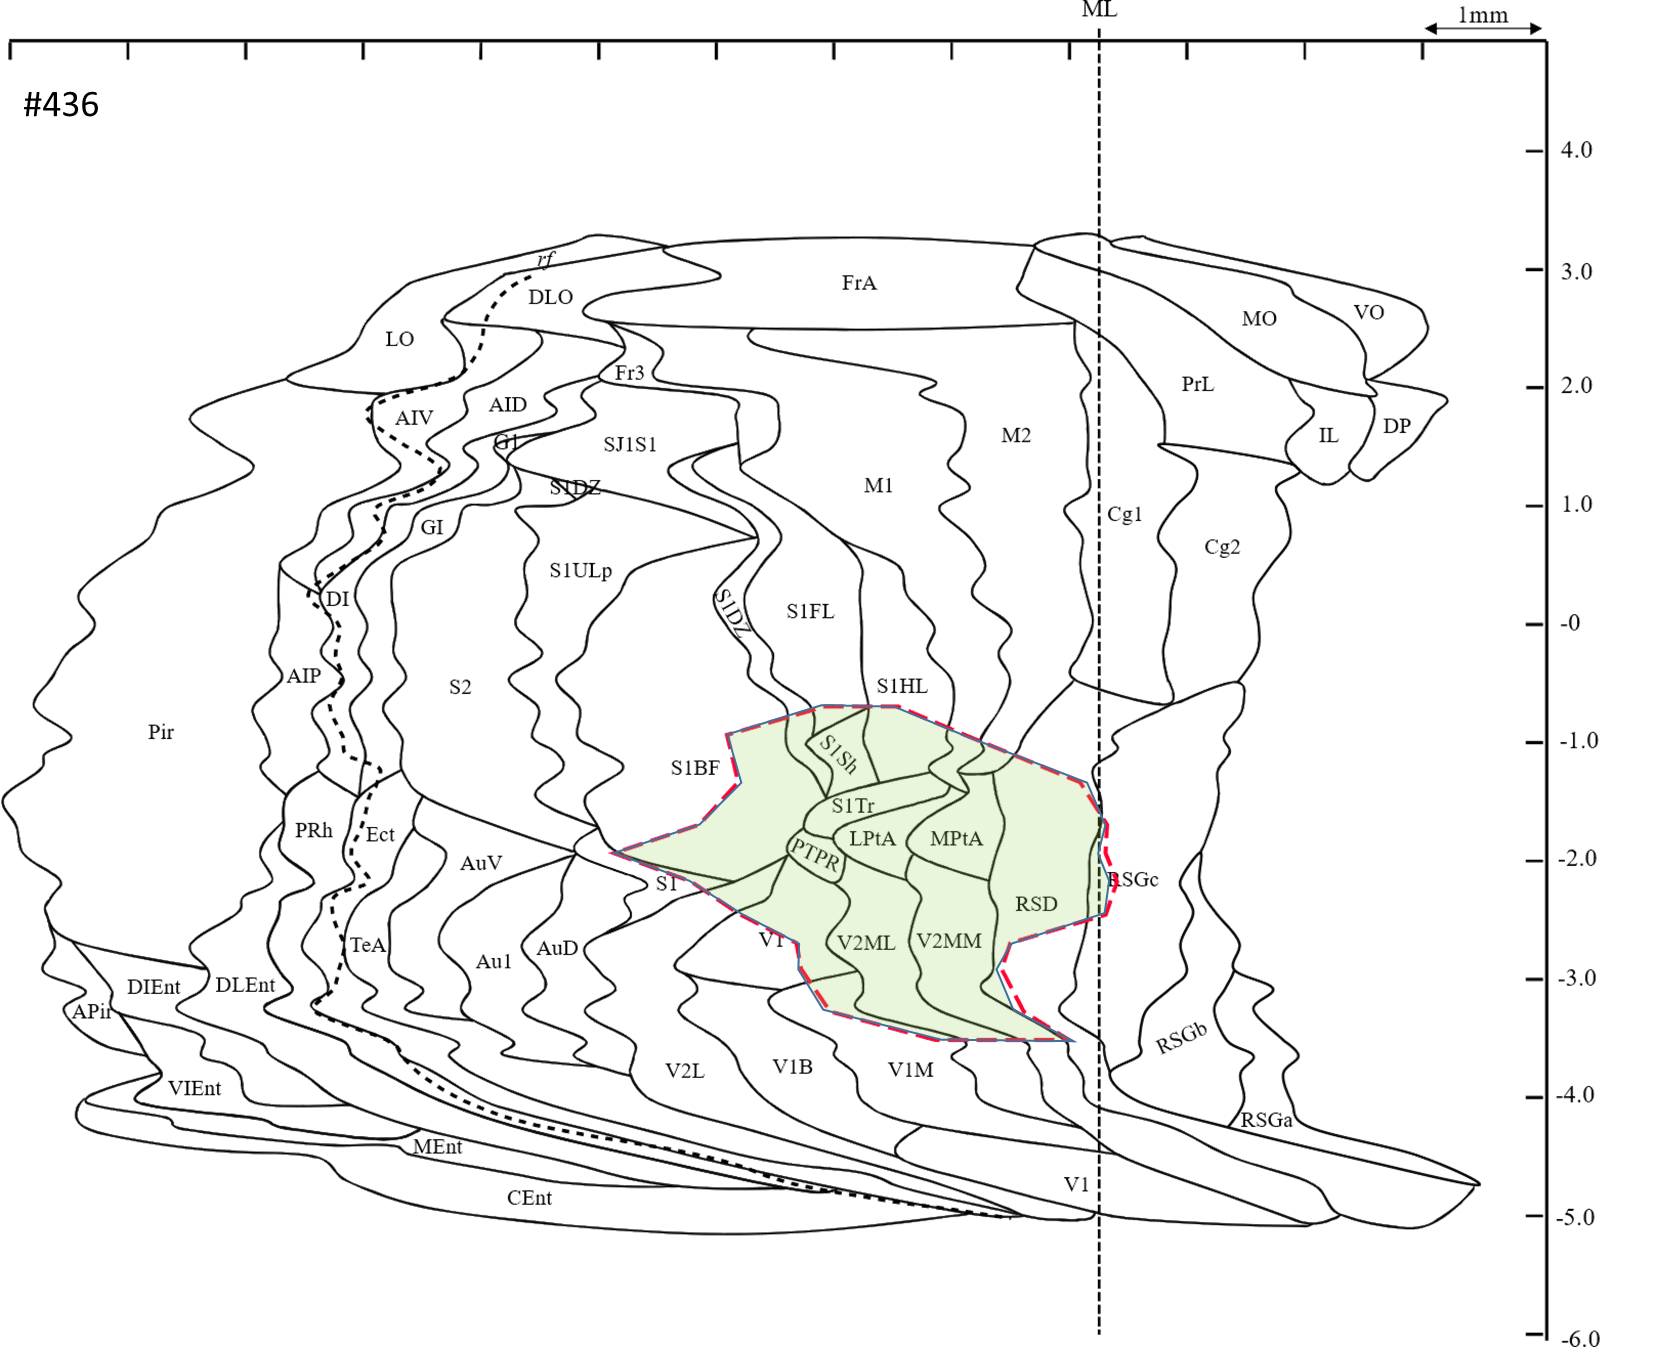 ML
1mm
#436
4.0
rf
3.0
DLO
FrA
VO
MO
LO
Fr3
PrL
2.0
AID
AIV
DP
IL
M2
G1
SJ1S1
S1DZ
M1
1.0
Cg1
GI
Cg2
S1ULp
DI
S1DZ
S1FL
-0
AIP
S2
S1HL
Pir
-1.0
S1Sh
S1BF
S1Tr
PRh
Ect
LPtA
MPtA
PTPR
AuV
-2.0
S1
RSGc
RSD
TeA
AuD
V1
V2ML
V2MM
Au1
-3.0
DIEnt
DLEnt
APir
RSGb
V2L
V1B
V1M
VIEnt
-4.0
RSGa
MEnt
V1
CEnt
-5.0
-6.0